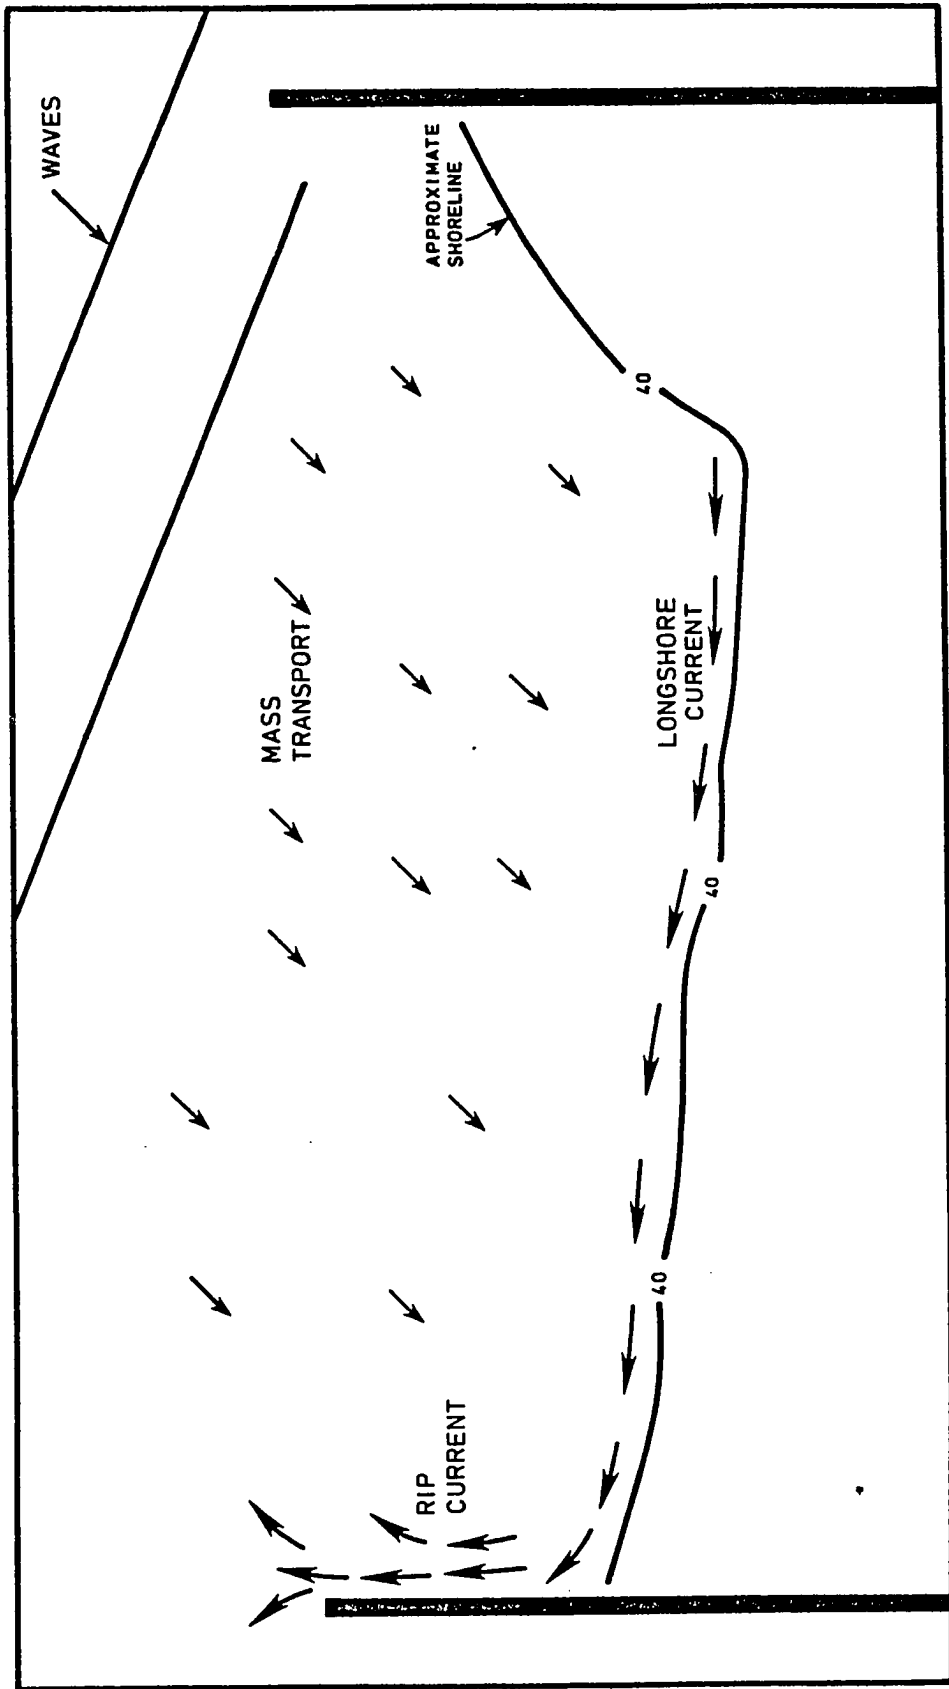 WAVES
APPROXIMATE
SHORELINE
40
MASS
TRANSPORT
LONGSHORE
CURRENT
40
40
RIP
CURRENT